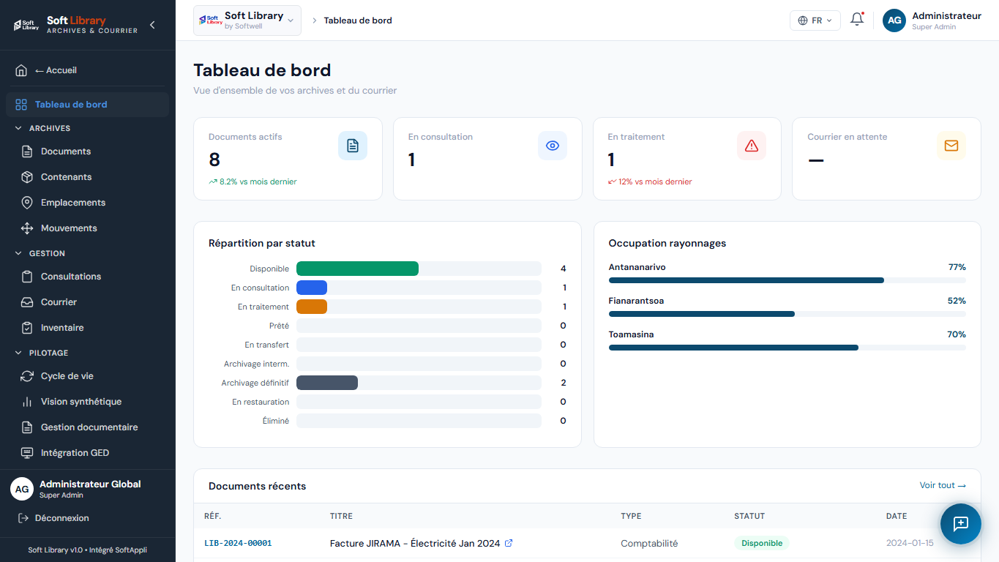 Soft Library
Soft Library
ARCHIVES & COURRIER
← Accueil
Tableau de bord
ARCHIVES
Documents
Contenants
Emplacements
Mouvements
GESTION
Consultations
Courrier
Inventaire
PILOTAGE
Cycle de vie
Vision synthétique
Gestion documentaire
Intégration GED
AG
Administrateur Global
Super Admin
Déconnexion
Soft Library v1.0 • Intégré SoftAppli
Soft Library
Soft Library
by Softwell
Tableau de bord
FR
AG
Administrateur
Super Admin
Tableau de bord
Vue d'ensemble de vos archives et du courrier
Documents actifs
8
8.2% vs mois dernier
En consultation
1
En traitement
1
12% vs mois dernier
Courrier en attente
—
Répartition par statut
Disponible 4
En consultation 1
En traitement 1
Prêté 0
En transfert 0
Archivage interm. 0
Archivage définitif 2
En restauration 0
Éliminé 0
Occupation rayonnages
Antananarivo 77%
Fianarantsoa 52%
Toamasina 70%
Documents récents
Voir tout →
RÉF. TITRE TYPE STATUT DATE
LIB-2024-00001 Facture JIRAMA - Électricité Jan 2024 Comptabilité Disponible 2024-01-15